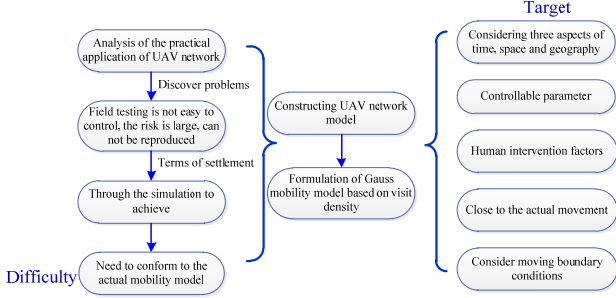 Target
Analysis of the practical
application of UAV network
Discover problems
Field testing is not easy to
control, the risk is large, can
not be reproduced
Terms of settlement
Through the simulation to
achieve
Need to conform to the
actual mobility model
Difficulty
Constructing UAV network
model
Formulation of Gauss
mobility model based on visit
density
Considering three aspects of
time, space and geography
Controllable parameter
Human intervention factors
Close to the actual movement
Consider moving boundary
conditions